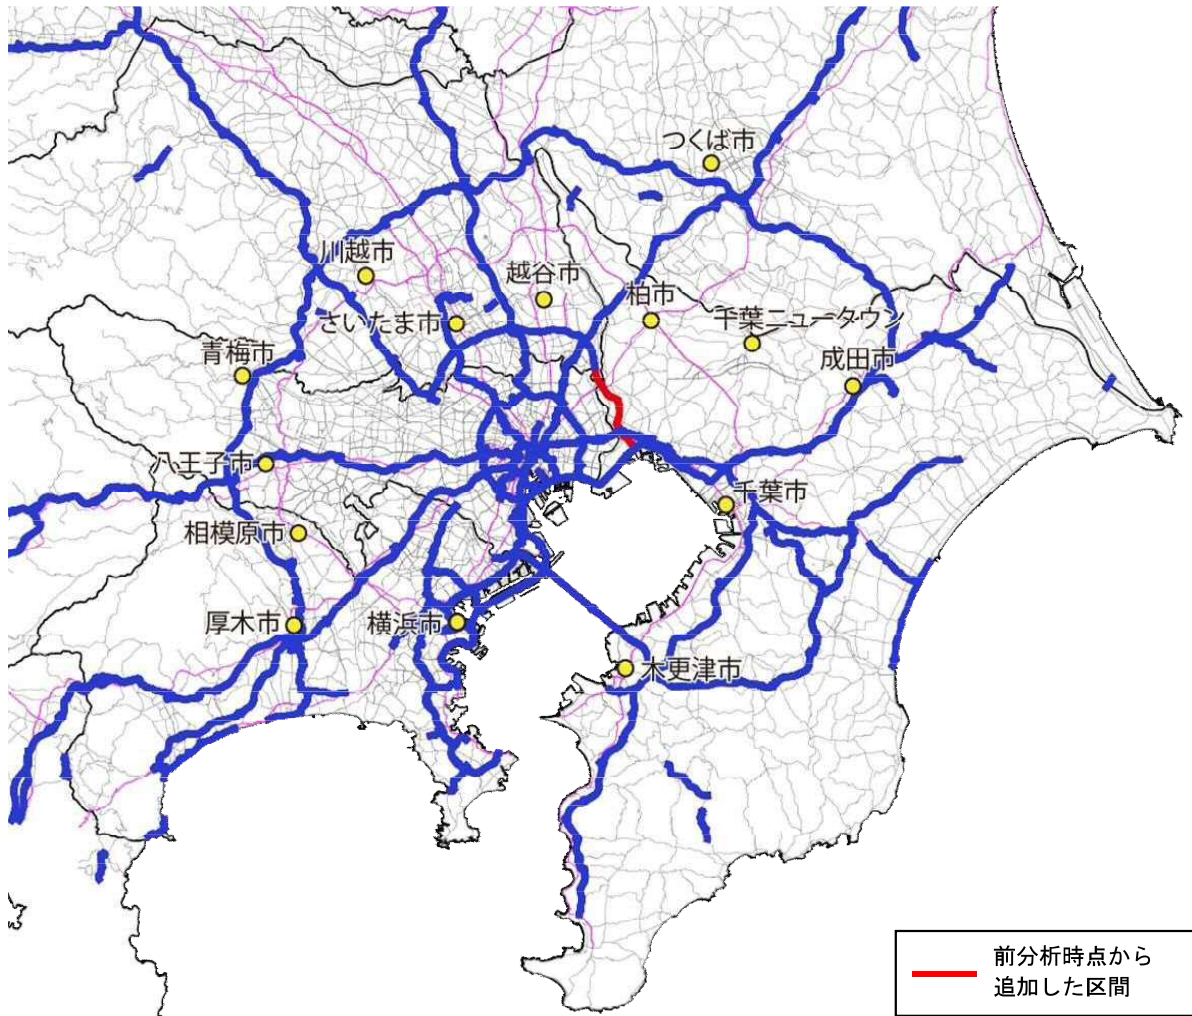 つくば市
川越市
越谷市
柏市
さいたま市
千葉ニュータウン
青梅市
成田市
八王子市
千葉市
相模原市
厚木市
横浜市
木更津市
前分析時点から
追加した区間